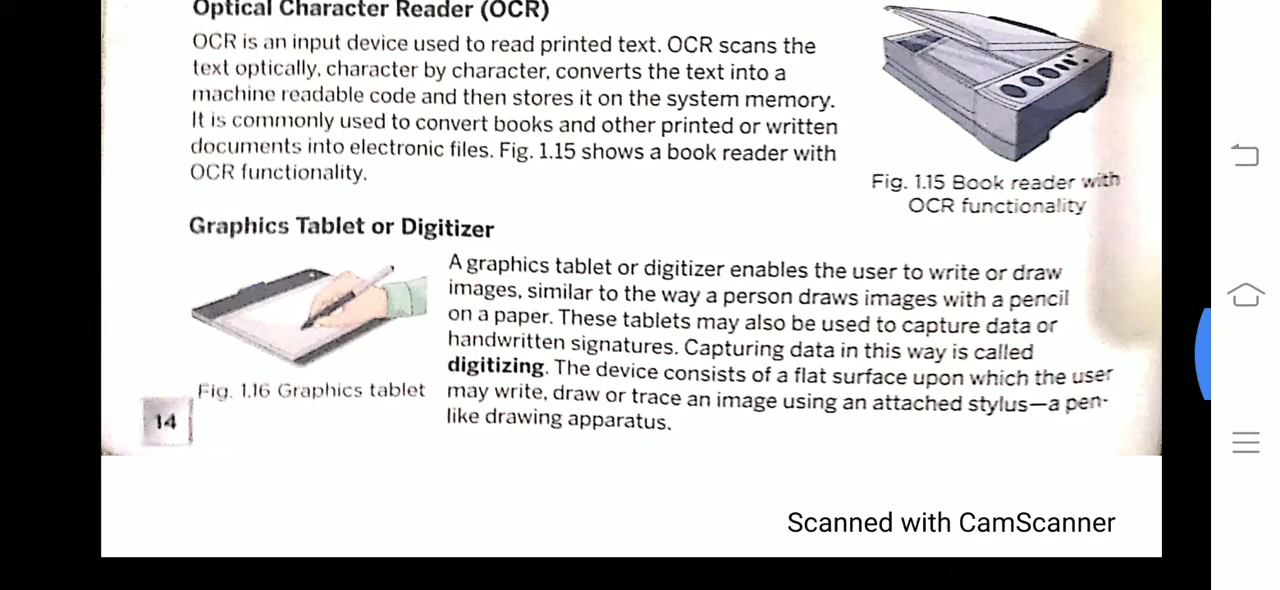 Optical Character Reader (OCR)
OCR is an input device used to read printed text. OCR scans the
text optically, character by character, converts the text into a
machine readable code and then stores it on the system memory.
It is commonly used to convert books and other printed or written
documents into electronic files. Fig. 1.15 shows a book reader with
OCR functionality.
Fig. 1.15 Book reader with
OCR functionality
Graphics Tablet or Digitizer
A graphics tablet or digitizer enables the user to write or draw
images, similar to the way a person draws images with a pencil
on a paper. These tablets may also be used to capture data or
handwritten signatures. Capturing data in this way is called
digitizing. The device consists of a flat surface upon which the user
may write, draw or trace an image using an attached stylus—a pen-
like drawing apparatus.
Fig. 1.16 Graphics tablet
14
Scanned with CamScanner